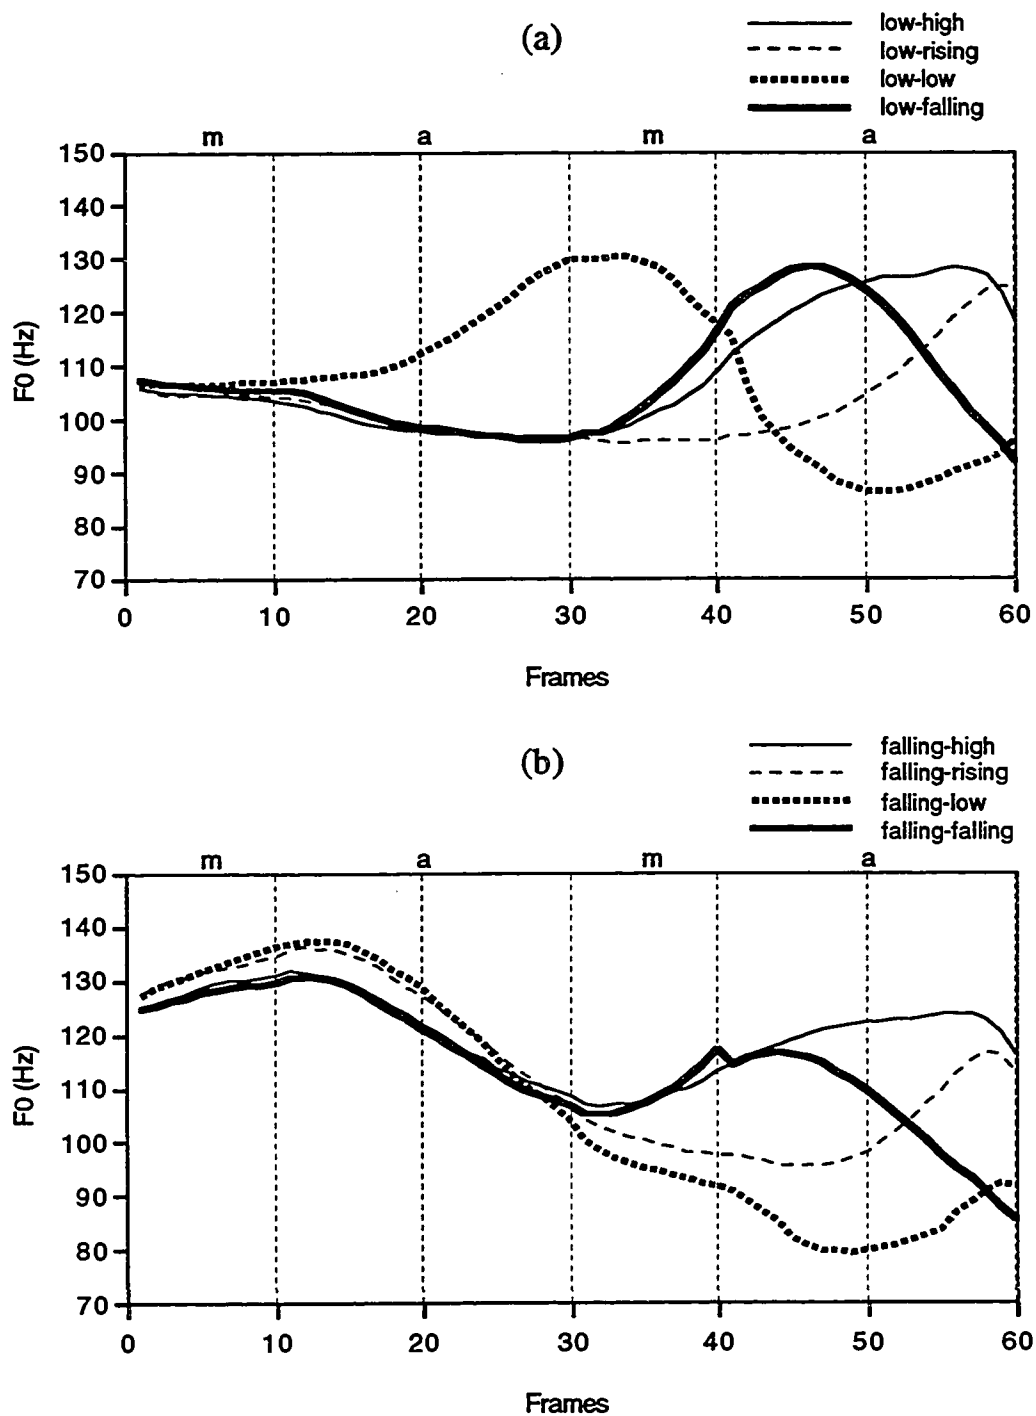 (a)
low-high
low-rising
low-low
low-falling
m a m a
150
140
130
120
110
100
90
80
70
F0 (Hz)
0 10 20 30 40 50 60
Frames
(b)
falling-high
falling-rising
falling-low
falling-falling
m a m a
150
140
130
120
110
100
90
80
70
F0 (Hz)
0 10 20 30 40 50 60
Frames